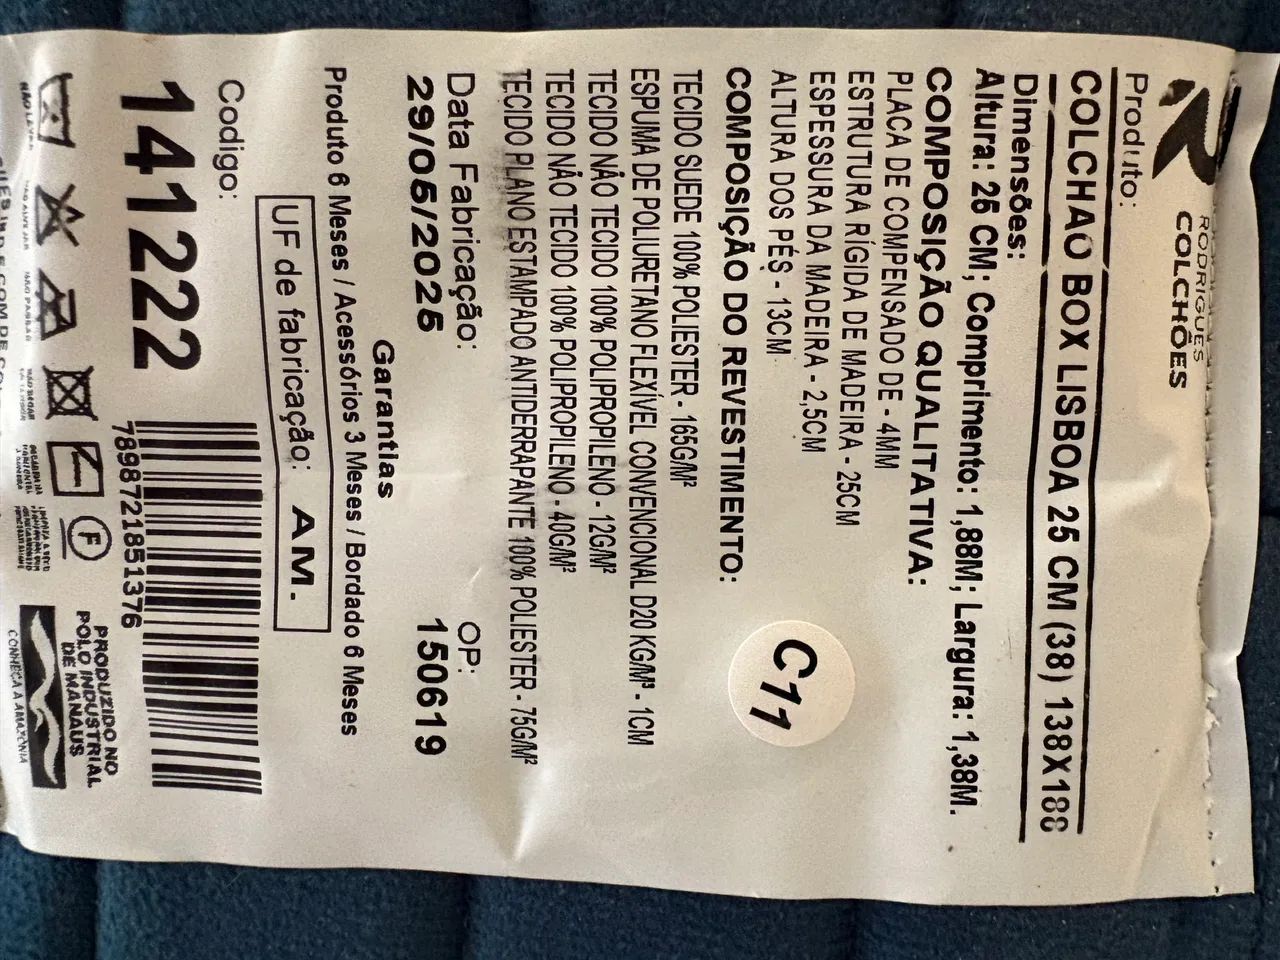 RODRIGUES
COLCHÕES
Produto:
COLCHAO BOX LISBOA 25 CM (38) 138X188
Dimensões:
Altura: 25 CM; Comprimento: 1,88M; Largura: 1,38M.
COMPOSIÇÃO QUALITATIVA:
PLACA DE COMPENSADO DE - 4MM
ESTRUTURA RÍGIDA DE MADEIRA - 25CM
ESPESSURA DA MADEIRA - 2,5CM
ALTURA DOS PÉS - 13CM
C11
COMPOSIÇÃO DO REVESTIMENTO:
TECIDO SUEDE 100% POLIESTER - 165G/M²
ESPUMA DE POLIURETANO FLEXÍVEL CONVENCIONAL D20 KG/M³ - 1CM
TECIDO NÃO TECIDO 100% POLIPROPILENO - 12G/M²
TECIDO NÃO TECIDO 100% POLIPROPILENO - 40G/M²
TECIDO PLANO ESTAMPADO ANTIDERRAPANTE 100% POLIESTER - 75G/M²
Data Fabricação: OP:
29/05/2025 150619
Garantias
Produto 6 Meses / Acessórios 3 Meses / Bordado 6 Meses
UF de fabricação: AM.
Codigo:
141222
7898721851376
F
PRODUZIDO NO
POLO INDUSTRIAL
DE MANAUS
CONHEÇA A AMAZÔNIA